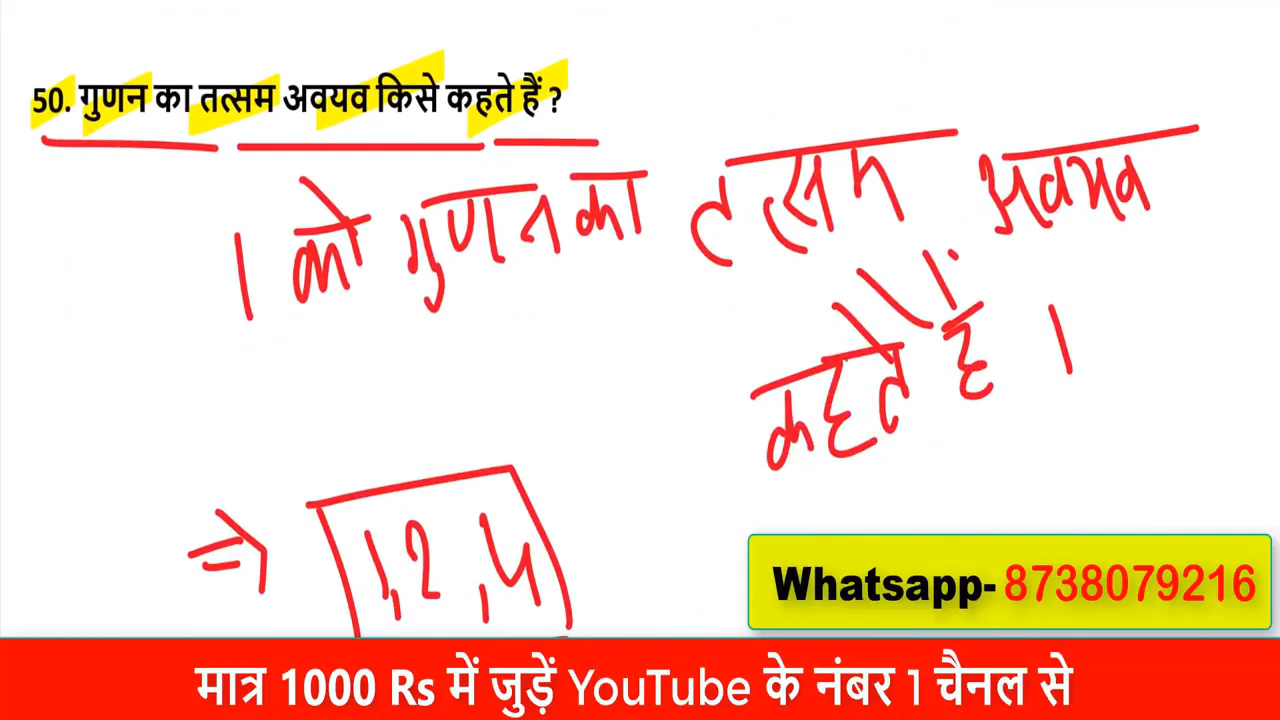 50. गुणन का तत्सम अवयव किसे कहते हैं ?
1 को गुणन का तत्सम अवयव
कहते हैं ।
⇒ 1, 2, 4
Whatsapp- 8738079216
मात्र 1000 Rs में जुड़ें YouTube के नंबर 1 चैनल से